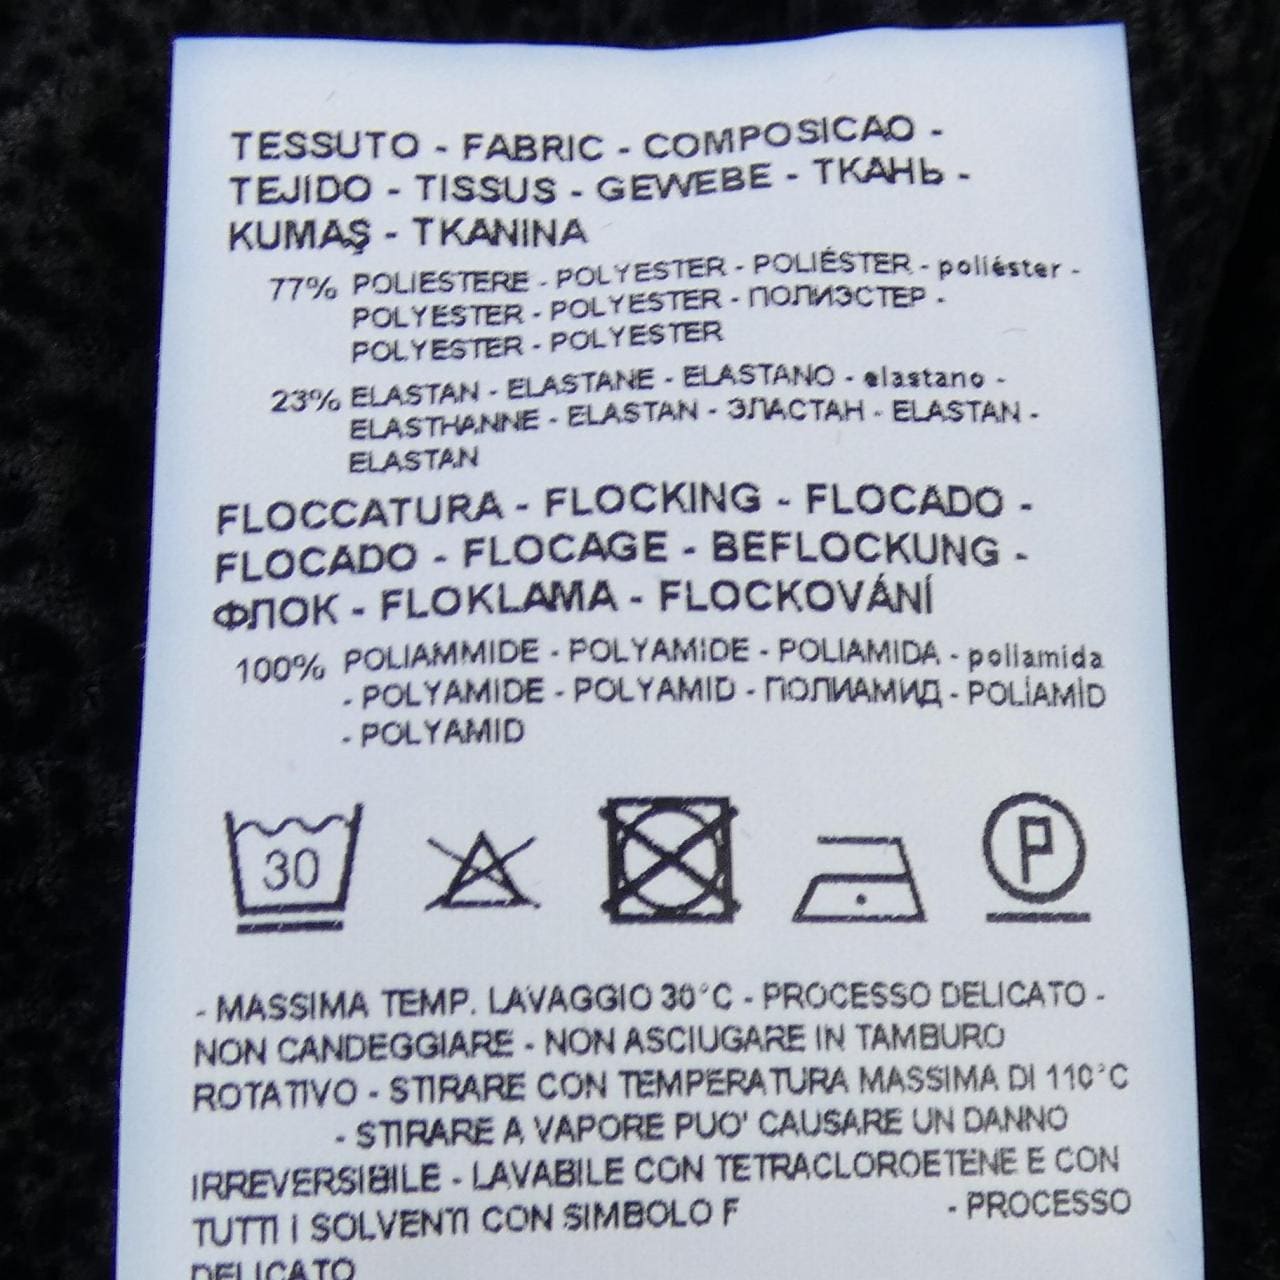 TESSUTO - FABRIC - COMPOSICAO -
TEJIDO - TISSUS - GEWEBE - ТКАНЬ -
KUMAŞ - TKANINA
77% POLIESTERE - POLYESTER - POLIÉSTER - poliéster -
POLYESTER - POLYESTER - ПОЛИЭСТЕР -
POLYESTER - POLYESTER
23% ELASTAN - ELASTANE - ELASTANO - elastano -
ELASTHANNE - ELASTAN - ЭЛАСТАН - ELASTAN -
ELASTAN
FLOCCATURA - FLOCKING - FLOCADO -
FLOCADO - FLOCAGE - BEFLOCKUNG -
ФЛОК - FLOKLAMA - FLOCKOVÁNÍ
100% POLIAMMIDE - POLYAMIDE - POLIAMIDA - poliamida
- POLYAMIDE - POLYAMID - ПОЛИАМИД - POLİAMİD
- POLYAMID
30
P
- MASSIMA TEMP. LAVAGGIO 30°C - PROCESSO DELICATO -
NON CANDEGGIARE - NON ASCIUGARE IN TAMBURO
ROTATIVO - STIRARE CON TEMPERATURA MASSIMA DI 110°C
- STIRARE A VAPORE PUO' CAUSARE UN DANNO
IRREVERSIBILE - LAVABILE CON TETRACLOROETENE E CON
TUTTI I SOLVENTI CON SIMBOLO F - PROCESSO
DELICATO